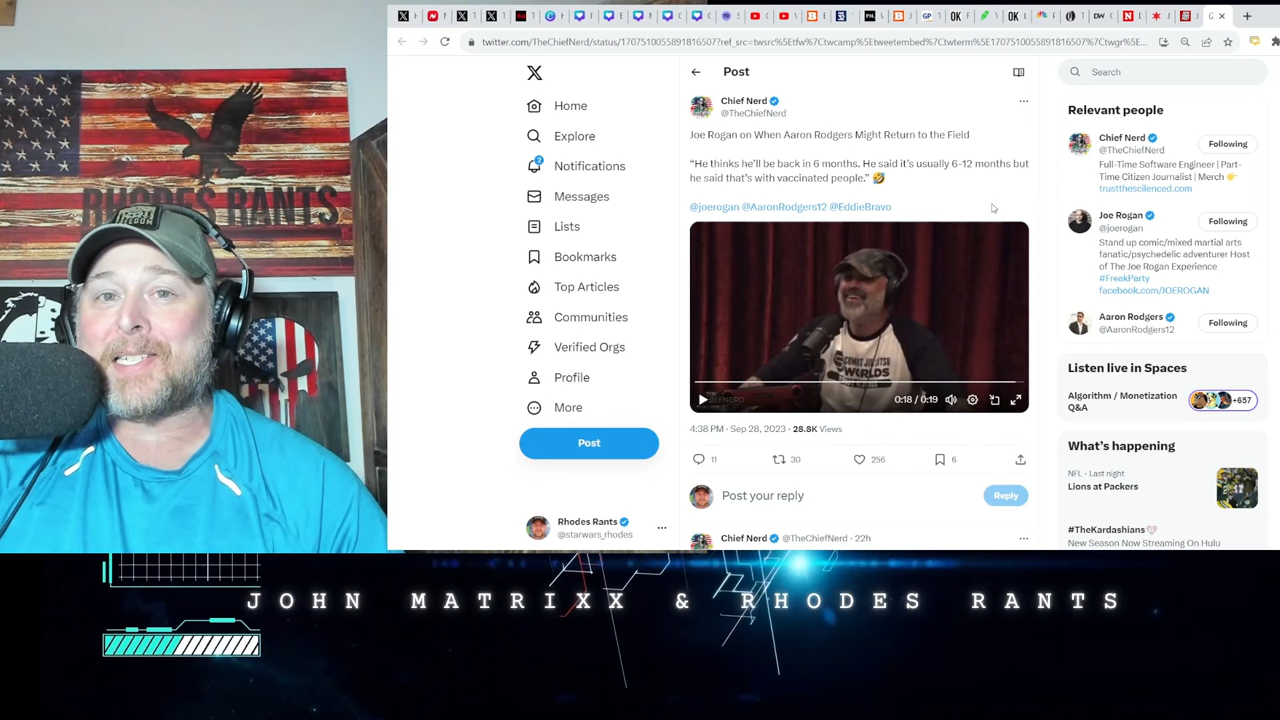 RHODES RANTS
twitter.com/TheChiefNerd/status/1707510055891816507?ref_src=twsrc%5Etfw%7Ctwcamp%5Etweetembed%7Ctwterm%5E1707510055891816507%7Ctwgr%5E...
Home
Explore
2
Notifications
Messages
Lists
Bookmarks
Top Articles
Communities
Verified Orgs
Profile
More
Post
Rhodes Rants
@starwars_rhodes
Post
Chief Nerd
@TheChiefNerd
Joe Rogan on When Aaron Rodgers Might Return to the Field
“He thinks he’ll be back in 6 months. He said it’s usually 6-12 months but
he said that’s with vaccinated people.” 🤣
@joerogan @AaronRodgers12 @EddieBravo
WORLDS
0:18 / 0:19
4:38 PM · Sep 28, 2023 · 28.8K Views
11
30
256
6
Post your reply
Reply
Chief Nerd @TheChiefNerd · 22h
Search
Relevant people
Chief Nerd
@TheChiefNerd
Following
Full-Time Software Engineer | Part-
Time Citizen Journalist | Merch 👉
trustthesilenced.com
Joe Rogan
@joerogan
Following
Stand up comic/mixed martial arts
fanatic/psychedelic adventurer Host
of The Joe Rogan Experience
#FreakParty
facebook.com/JOEROGAN
Aaron Rodgers
@AaronRodgers12
Following
Listen live in Spaces
Algorithm / Monetization
Q&A
+657
What’s happening
NFL · Last night
Lions at Packers
#TheKardashians
New Season Now Streaming On Hulu
JOHN MATRIXX & RHODES RANTS